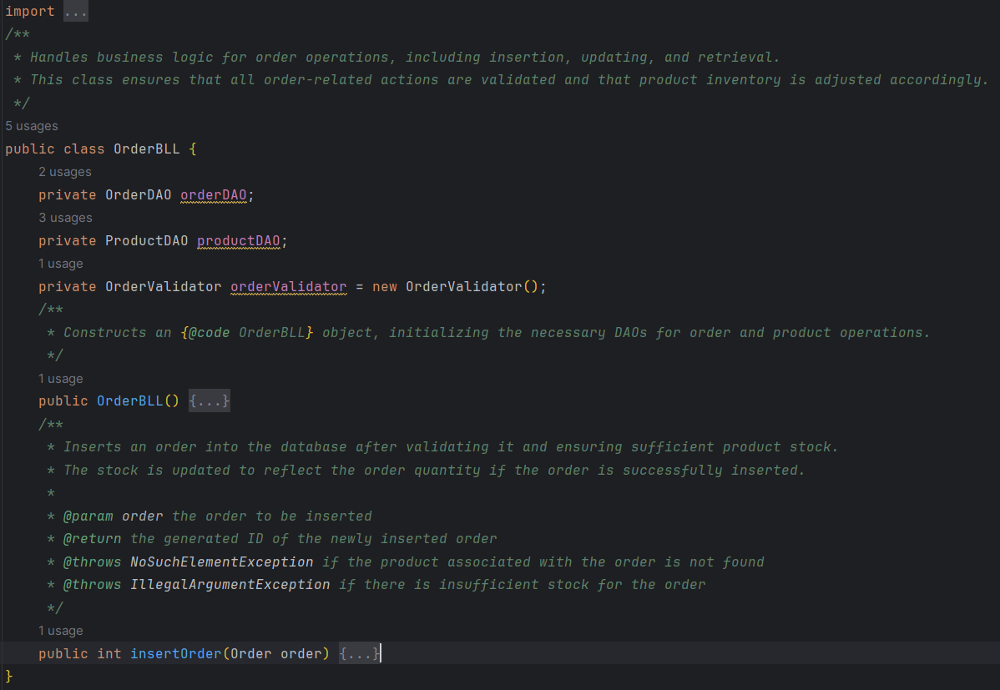 import ...
/**
 * Handles business logic for order operations, including insertion, updating, and retrieval.
 * This class ensures that all order-related actions are validated and that product inventory is adjusted accordingly.
 */
5 usages
public class OrderBLL {
    2 usages
    private OrderDAO orderDAO;
    3 usages
    private ProductDAO productDAO;
    1 usage
    private OrderValidator orderValidator = new OrderValidator();
    /**
     * Constructs an {@code OrderBLL} object, initializing the necessary DAOs for order and product operations.
     */
    1 usage
    public OrderBLL() {...}
    /**
     * Inserts an order into the database after validating it and ensuring sufficient product stock.
     * The stock is updated to reflect the order quantity if the order is successfully inserted.
     *
     * @param order the order to be inserted
     * @return the generated ID of the newly inserted order
     * @throws NoSuchElementException if the product associated with the order is not found
     * @throws IllegalArgumentException if there is insufficient stock for the order
     */
    1 usage
    public int insertOrder(Order order) {...}
}